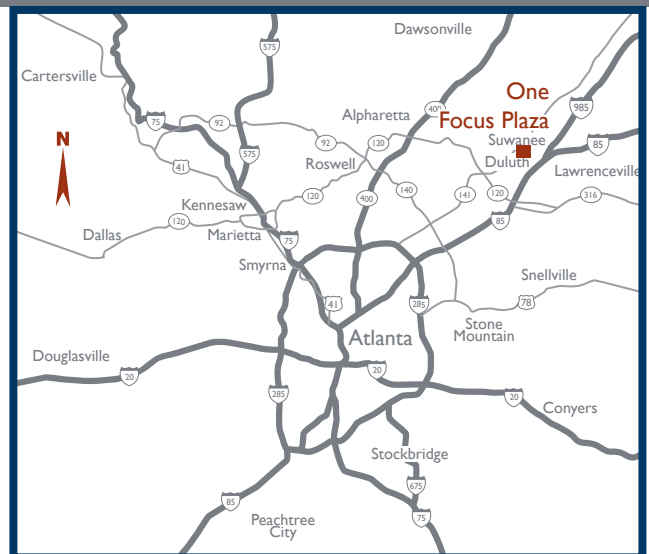 575
Dawsonville
Cartersville
One
985
400
Alpharetta
Focus Plaza
75
92
Suwanee
N
92
120
85
575
Roswell
Duluth
41
Lawrenceville
140
141
120
316
120
400
Kennesaw
120
Marietta
85
Dallas
75
Smyrna
Snellville
285
41
78
Stone
Mountain
Atlanta
Douglasville
20
20
285
20
Conyers
Stockbridge
675
85
75
Peachtree
City